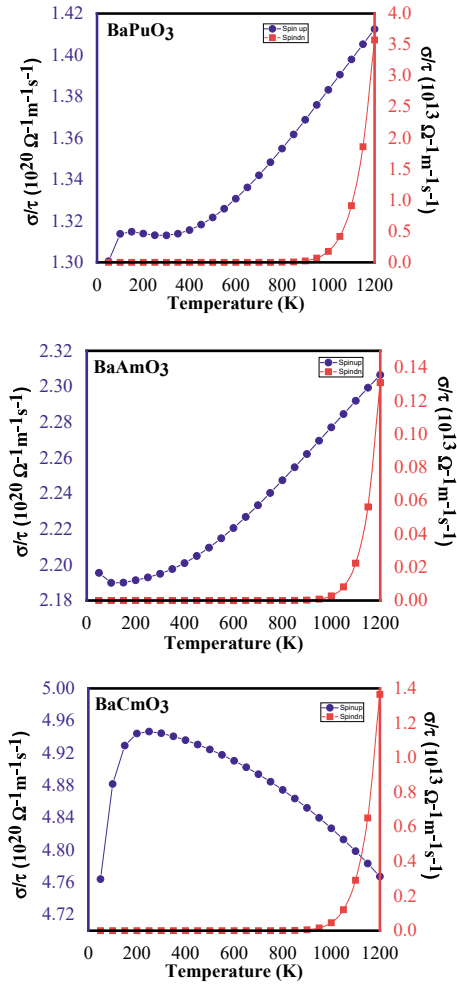 BaPuO3
Spin up
Spindn
1.42
1.40
1.38
1.36
1.34
1.32
1.30
σ/τ (10^20 Ω-1m-1s-1)
4.0
3.5
3.0
2.5
2.0
1.5
1.0
0.5
0.0
σ/τ (10^13 Ω-1m-1s-1)
0 200 400 600 800 1000 1200
Temperature (K)
BaAmO3
Spinup
Spindn
2.32
2.30
2.28
2.26
2.24
2.22
2.20
2.18
σ/τ (10^20 Ω-1m-1s-1)
0.14
0.12
0.10
0.08
0.06
0.04
0.02
0.00
σ/τ (10^13 Ω-1m-1s-1)
0 200 400 600 800 1000 1200
Temperature (K)
BaCmO3
Spinup
Spindn
5.00
4.96
4.92
4.88
4.84
4.80
4.76
4.72
σ/τ (10^20 Ω-1m-1s-1)
1.4
1.2
1.0
0.8
0.6
0.4
0.2
0.0
σ/τ (10^13 Ω-1m-1s-1)
0 200 400 600 800 1000 1200
Temperature (K)